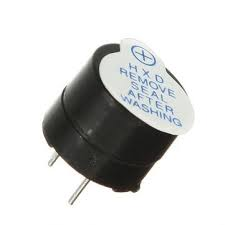 +
HXD
REMOVE
SEAL
AFTER
WASHING